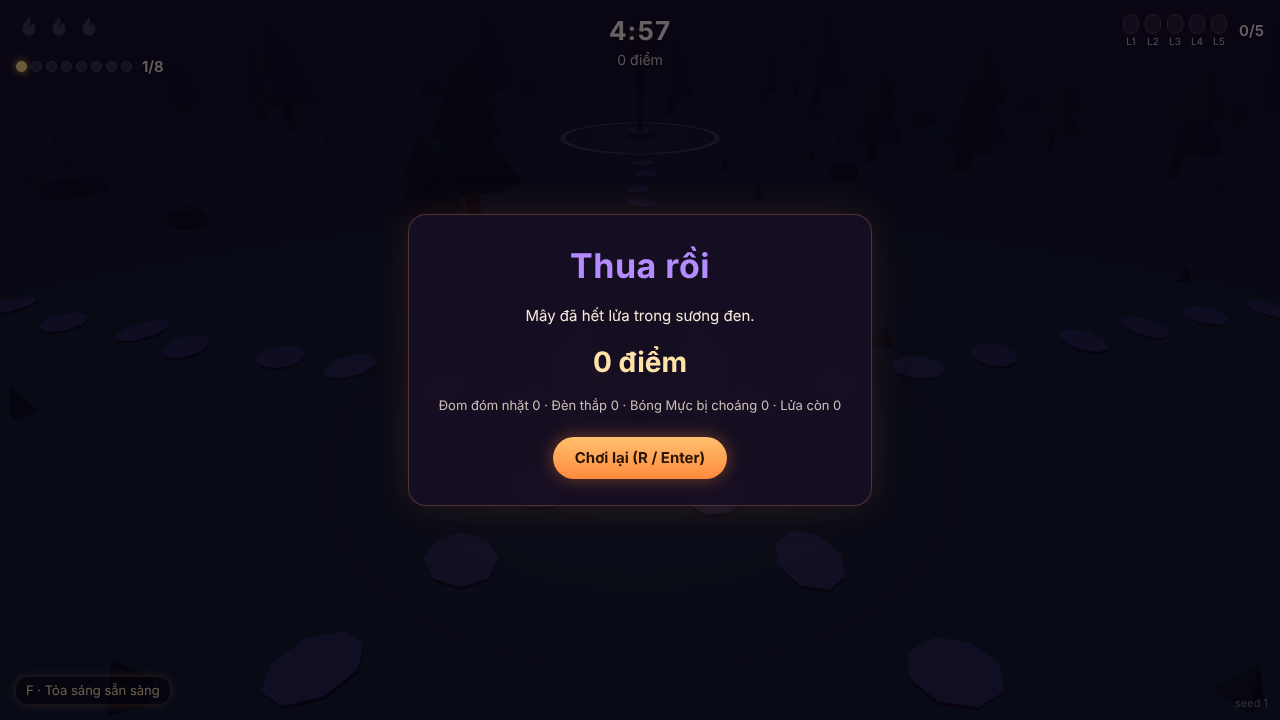 4:57
0 điểm
L1 L2 L3 L4 L5
0/5
1/8
Thua rồi
Mây đã hết lửa trong sương đen.
0 điểm
Đom đóm nhặt 0 · Đèn thắp 0 · Bóng Mực bị choáng 0 · Lửa còn 0
Chơi lại (R / Enter)
F · Tỏa sáng sẵn sàng
seed 1